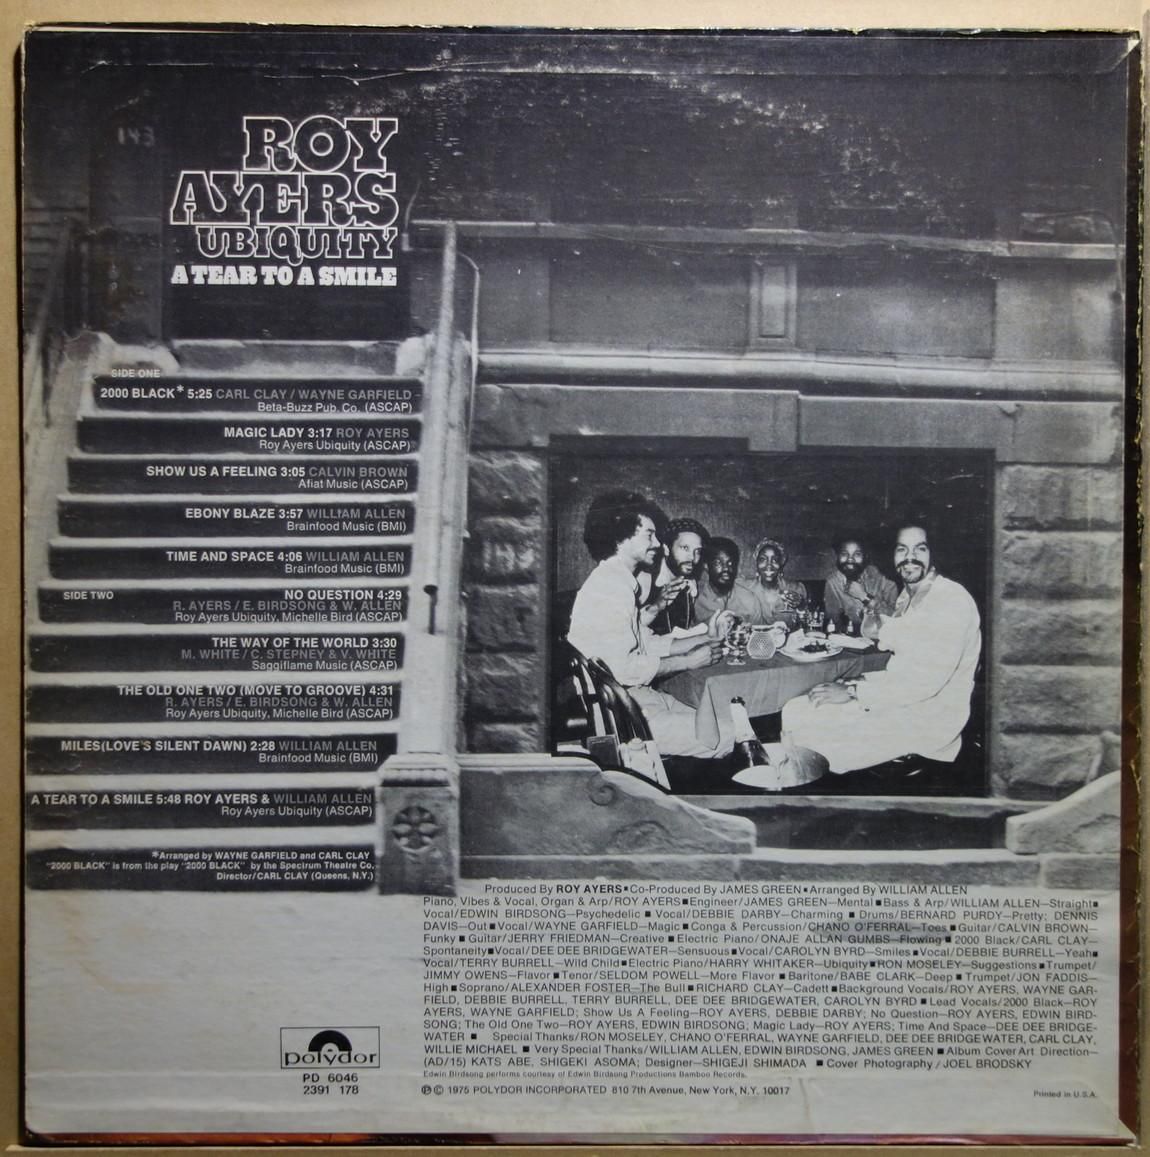 143
ROY
AYERS
UBIQUITY
A TEAR TO A SMILE
SIDE ONE
2000 BLACK* 5:25 CARL CLAY / WAYNE GARFIELD
Beta-Buzz Pub. Co. (ASCAP)
MAGIC LADY 3:17 ROY AYERS
Roy Ayers Ubiquity (ASCAP)
SHOW US A FEELING 3:05 CALVIN BROWN
Afiat Music (ASCAP)
EBONY BLAZE 3:57 WILLIAM ALLEN
Brainfood Music (BMI)
TIME AND SPACE 4:06 WILLIAM ALLEN
Brainfood Music (BMI)
SIDE TWO
NO QUESTION 4:29
R. AYERS / E. BIRDSONG & W. ALLEN
Roy Ayers Ubiquity, Michelle Bird (ASCAP)
THE WAY OF THE WORLD 3:30
M. WHITE / C. STEPNEY & V. WHITE
Saggiflame Music (ASCAP)
THE OLD ONE TWO (MOVE TO GROOVE) 4:31
R. AYERS / E. BIRDSONG & W. ALLEN
Roy Ayers Ubiquity, Michelle Bird (ASCAP)
MILES(LOVE'S SILENT DAWN) 2:28 WILLIAM ALLEN
Brainfood Music (BMI)
A TEAR TO A SMILE 5:48 ROY AYERS & WILLIAM ALLEN
Roy Ayers Ubiquity (ASCAP)
*Arranged by WAYNE GARFIELD and CARL CLAY
"2000 BLACK" is from the play "2000 BLACK" by the Spectrum Theatre Co.
Director/CARL CLAY (Queens, N.Y.)
Produced By ROY AYERS■Co-Produced By JAMES GREEN■Arranged By WILLIAM ALLEN
Piano, Vibes & Vocal, Organ & Arp/ROY AYERS■Engineer/JAMES GREEN—Mental■Bass & Arp/WILLIAM ALLEN—Straight■
Vocal/EDWIN BIRDSONG—Psychedelic ■ Vocal/DEBBIE DARBY—Charming ■ Drums/BERNARD PURDY—Pretty; DENNIS
DAVIS—Out■Vocal/WAYNE GARFIELD—Magic■Conga & Percussion/CHANO O'FERRAL—Toes■Guitar/CALVIN BROWN—
Funky■Guitar/JERRY FRIEDMAN—Creative■Electric Piano/ONAJE ALLAN GUMBS—Flowing■2000 Black/CARL CLAY—
Spontaneity■Vocal/DEE DEE BRIDGEWATER—Sensuous■Vocal/CAROLYN BYRD—Smiles■Vocal/DEBBIE BURRELL—Yeah■
Vocal/TERRY BURRELL—Wild Child■Electric Piano/HARRY WHITAKER—Ubiquity■RON MOSELEY—Suggestions■Trumpet/
JIMMY OWENS—Flavor■Tenor/SELDOM POWELL—More Flavor■Baritone/BABE CLARK—Deep■Trumpet/JON FADDIS—
High■Soprano/ALEXANDER FOSTER—The Bull■RICHARD CLAY—Cadett■Background Vocals/ROY AYERS, WAYNE GAR-
FIELD, DEBBIE BURRELL, TERRY BURRELL, DEE DEE BRIDGEWATER, CAROLYN BYRD■Lead Vocals/2000 Black—ROY
AYERS, WAYNE GARFIELD; Show Us A Feeling—ROY AYERS, DEBBIE DARBY; No Question—ROY AYERS, EDWIN BIRD-
SONG; The Old One Two—ROY AYERS, EDWIN BIRDSONG; Magic Lady—ROY AYERS; Time And Space—DEE DEE BRIDGE-
WATER ■ Special Thanks/RON MOSELEY, CHANO O'FERRAL, WAYNE GARFIELD, DEE DEE BRIDGEWATER, CARL CLAY,
WILLIE MICHAEL ■ Very Special Thanks/WILLIAM ALLEN, EDWIN BIRDSONG, JAMES GREEN■Album Cover Art Direction—
(AD/15) KATS ABE, SHIGEKI ASOMA; Designer—SHIGEJI SHIMADA ■Cover Photography / JOEL BRODSKY
Edwin Birdsong performs courtesy of Edwin Birdsong Productions Bamboo Records.
polydor
PD 6046
2391 178
℗ © 1975 POLYDOR INCORPORATED 810 7th Avenue, New York, N.Y. 10017
Printed in U.S.A.